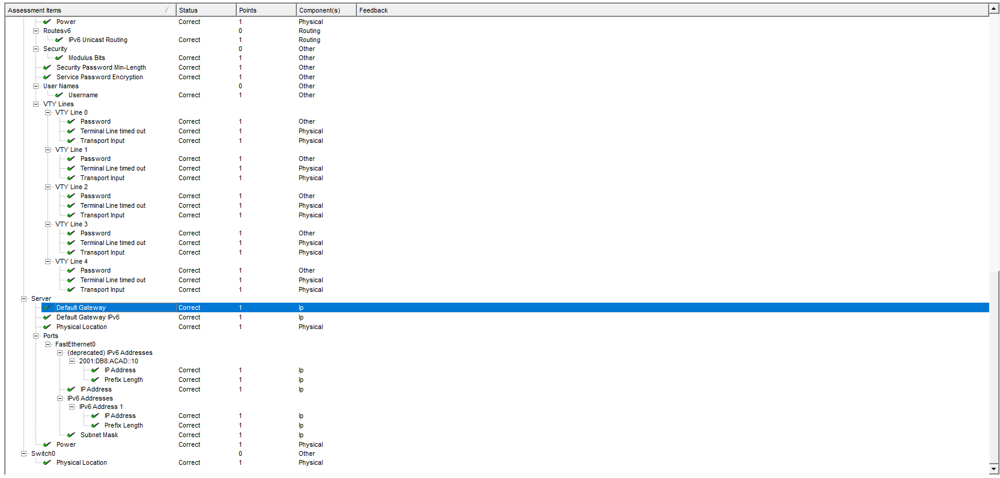 Assessment Items Status Points Component(s) Feedback
Power Correct 1 Physical
Routesv6 0 Routing
IPv6 Unicast Routing Correct 1 Routing
Security 0 Other
Modulus Bits Correct 1 Other
Security Password Min-Length Correct 1 Other
Service Password Encryption Correct 1 Other
User Names 0 Other
Username Correct 1 Other
VTY Lines
VTY Line 0
Password Correct 1 Other
Terminal Line timed out Correct 1 Physical
Transport Input Correct 1 Physical
VTY Line 1
Password Correct 1 Other
Terminal Line timed out Correct 1 Physical
Transport Input Correct 1 Physical
VTY Line 2
Password Correct 1 Other
Terminal Line timed out Correct 1 Physical
Transport Input Correct 1 Physical
VTY Line 3
Password Correct 1 Other
Terminal Line timed out Correct 1 Physical
Transport Input Correct 1 Physical
VTY Line 4
Password Correct 1 Other
Terminal Line timed out Correct 1 Physical
Transport Input Correct 1 Physical
Server
Default Gateway Correct 1 Ip
Default Gateway IPv6 Correct 1 Ip
Physical Location Correct 1 Physical
Ports
FastEthernet0
(deprecated) IPv6 Addresses
2001:DB8:ACAD::10
IP Address Correct 1 Ip
Prefix Length Correct 1 Ip
IP Address Correct 1 Ip
IPv6 Addresses
IPv6 Address 1
IP Address Correct 1 Ip
Prefix Length Correct 1 Ip
Subnet Mask Correct 1 Ip
Power Correct 1 Physical
Switch0 0 Other
Physical Location Correct 1 Physical